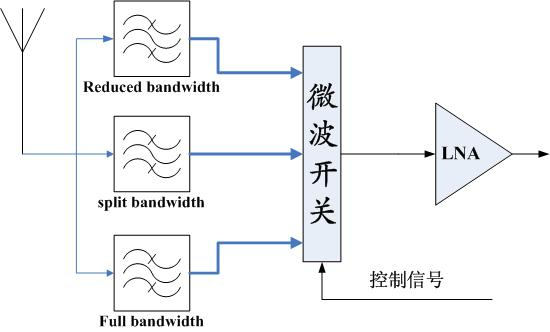 Reduced bandwidth
split bandwidth
Full bandwidth
微波开关
LNA
控制信号